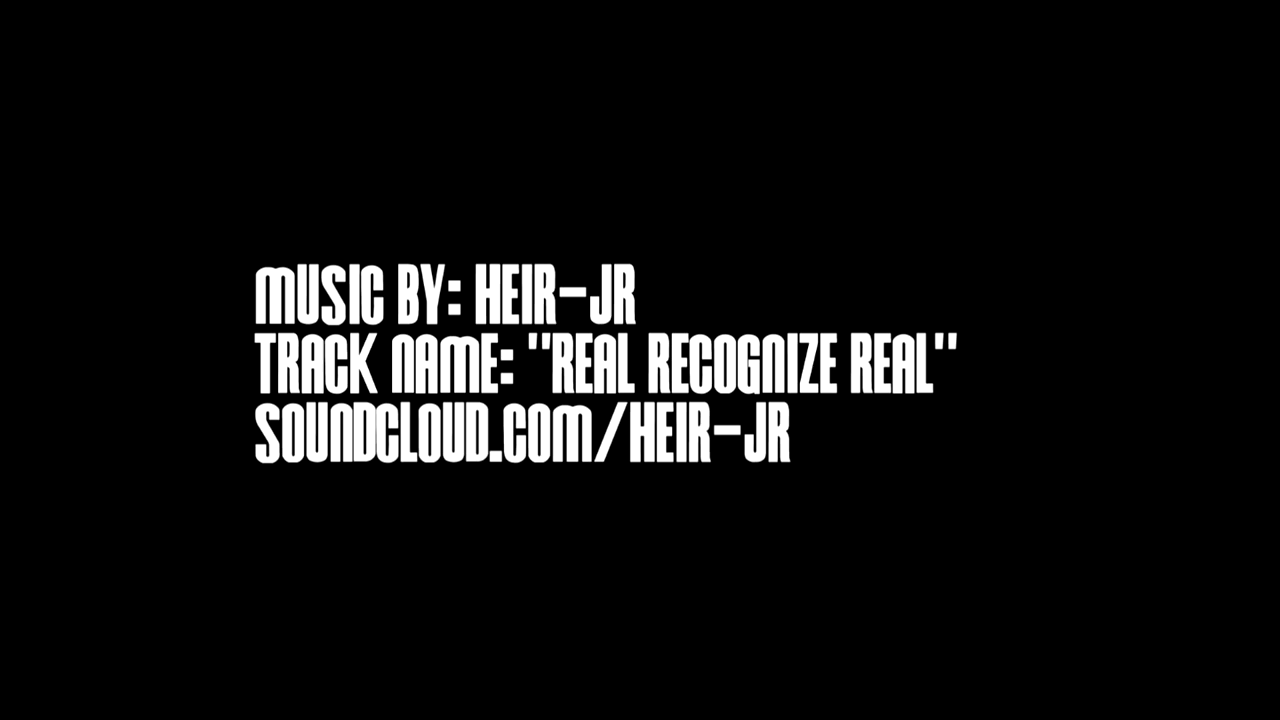 MUSIC BY: HEIR-JR
TRACK NAME: "REAL RECOGNIZE REAL"
SOUNDCLOUD.COM/HEIR-JR